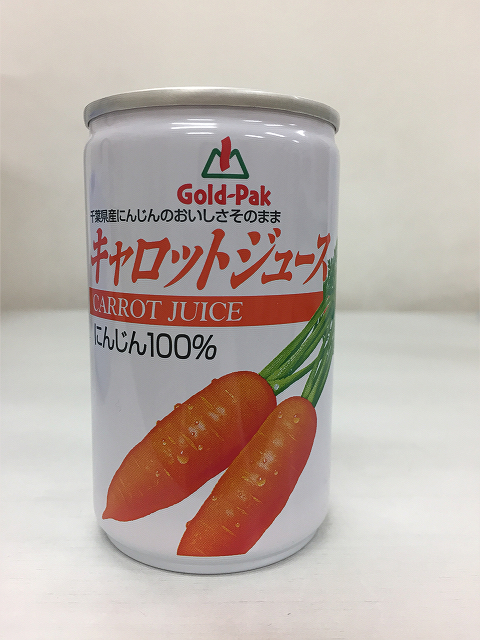 Gold-Pak
千葉県産にんじんのおいしさそのまま
キャロットジュース
CARROT JUICE
にんじん100%